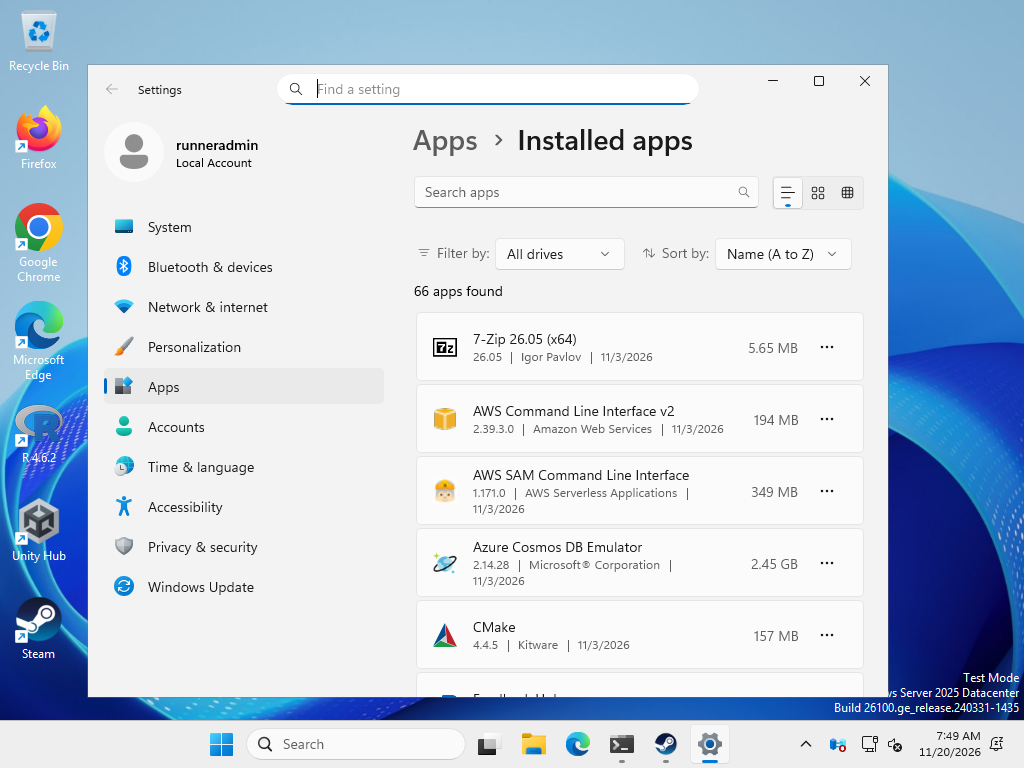 Recycle Bin
Firefox
Google
Chrome
Microsoft
Edge
R 4.6.2
Unity Hub
Steam
Settings
Find a setting
runneradmin
Local Account
System
Bluetooth & devices
Network & internet
Personalization
Apps
Accounts
Time & language
Accessibility
Privacy & security
Windows Update
Apps > Installed apps
Search apps
Filter by: All drives Sort by: Name (A to Z)
66 apps found
7-Zip 26.05 (x64)
26.05 | Igor Pavlov | 11/3/2026
5.65 MB
AWS Command Line Interface v2
2.39.3.0 | Amazon Web Services | 11/3/2026
194 MB
AWS SAM Command Line Interface
1.171.0 | AWS Serverless Applications |
11/3/2026
349 MB
Azure Cosmos DB Emulator
2.14.28 | Microsoft® Corporation |
11/3/2026
2.45 GB
CMake
4.4.5 | Kitware | 11/3/2026
157 MB
Test Mode
Server 2025 Datacenter
Build 26100.ge_release.240331-1435
Search
7:49 AM
11/20/2026